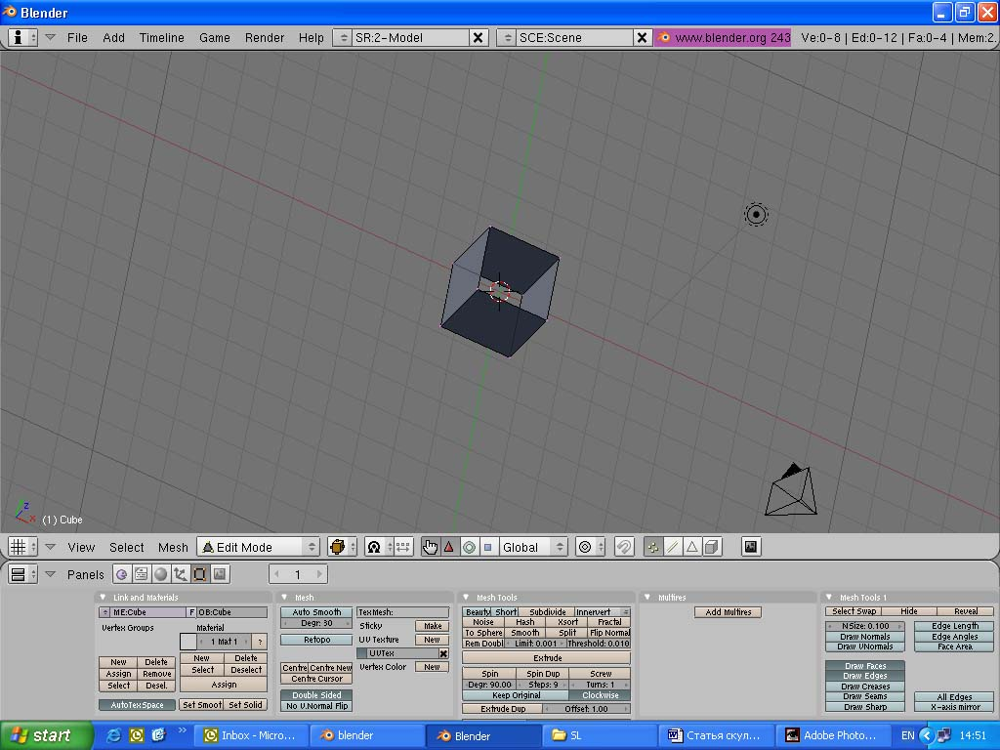 Blender
File Add Timeline Game Render Help SR:2-Model SCE:Scene www.blender.org 243 Ve:0-8 | Ed:0-12 | Fa:0-4 | Mem:2.
z
x
(1) Cube
View Select Mesh Edit Mode Global
Panels 1
Link and Materials
ME:Cube F OB:Cube
Vertex Groups Material
1 Mat 1 ?
New Delete New Delete
Assign Remove Select Deselect
Select Desel. Assign
AutoTexSpace Set Smoot Set Solid
Mesh
Auto Smooth TexMesh:
Degr: 30 Sticky Make
Retopo UV Texture New
UVTex
Centre Centre New Vertex Color New
Centre Cursor
Double Sided
No V.Normal Flip
Mesh Tools
Beauty Short Subdivide Innervert
Noise Hash Xsort Fractal
To Sphere Smooth Split Flip Normal
Rem Doubl Limit: 0.001 Threshold: 0.010
Extrude
Spin Spin Dup Screw
Degr: 90.00 Steps: 9 Turns: 1
Keep Original Clockwise
Extrude Dup Offset: 1.00
Multires
Add Multires
Mesh Tools 1
Select Swap Hide Reveal
NSize: 0.100 Edge Length
Draw Normals Edge Angles
Draw VNormals Face Area
Draw Faces
Draw Edges
Draw Creases
Draw Seams All Edges
Draw Sharp X-axis mirror
start Inbox - Micro... blender Blender SL Статья скул... Adobe Photo... EN 14:51